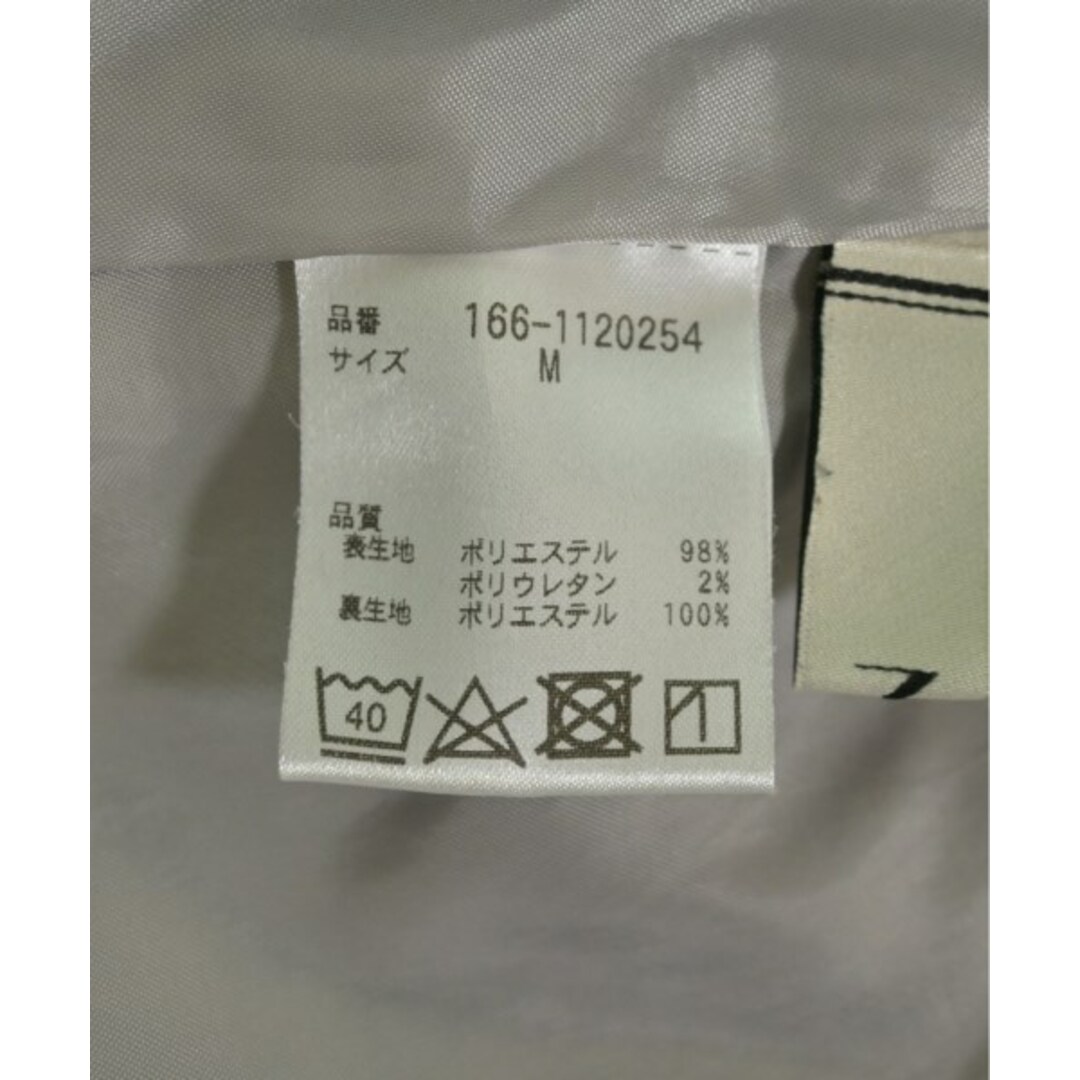 品番 166-1120254
サイズ M
品質
表生地 ポリエステル 98%
ポリウレタン 2%
裏生地 ポリエステル 100%
40